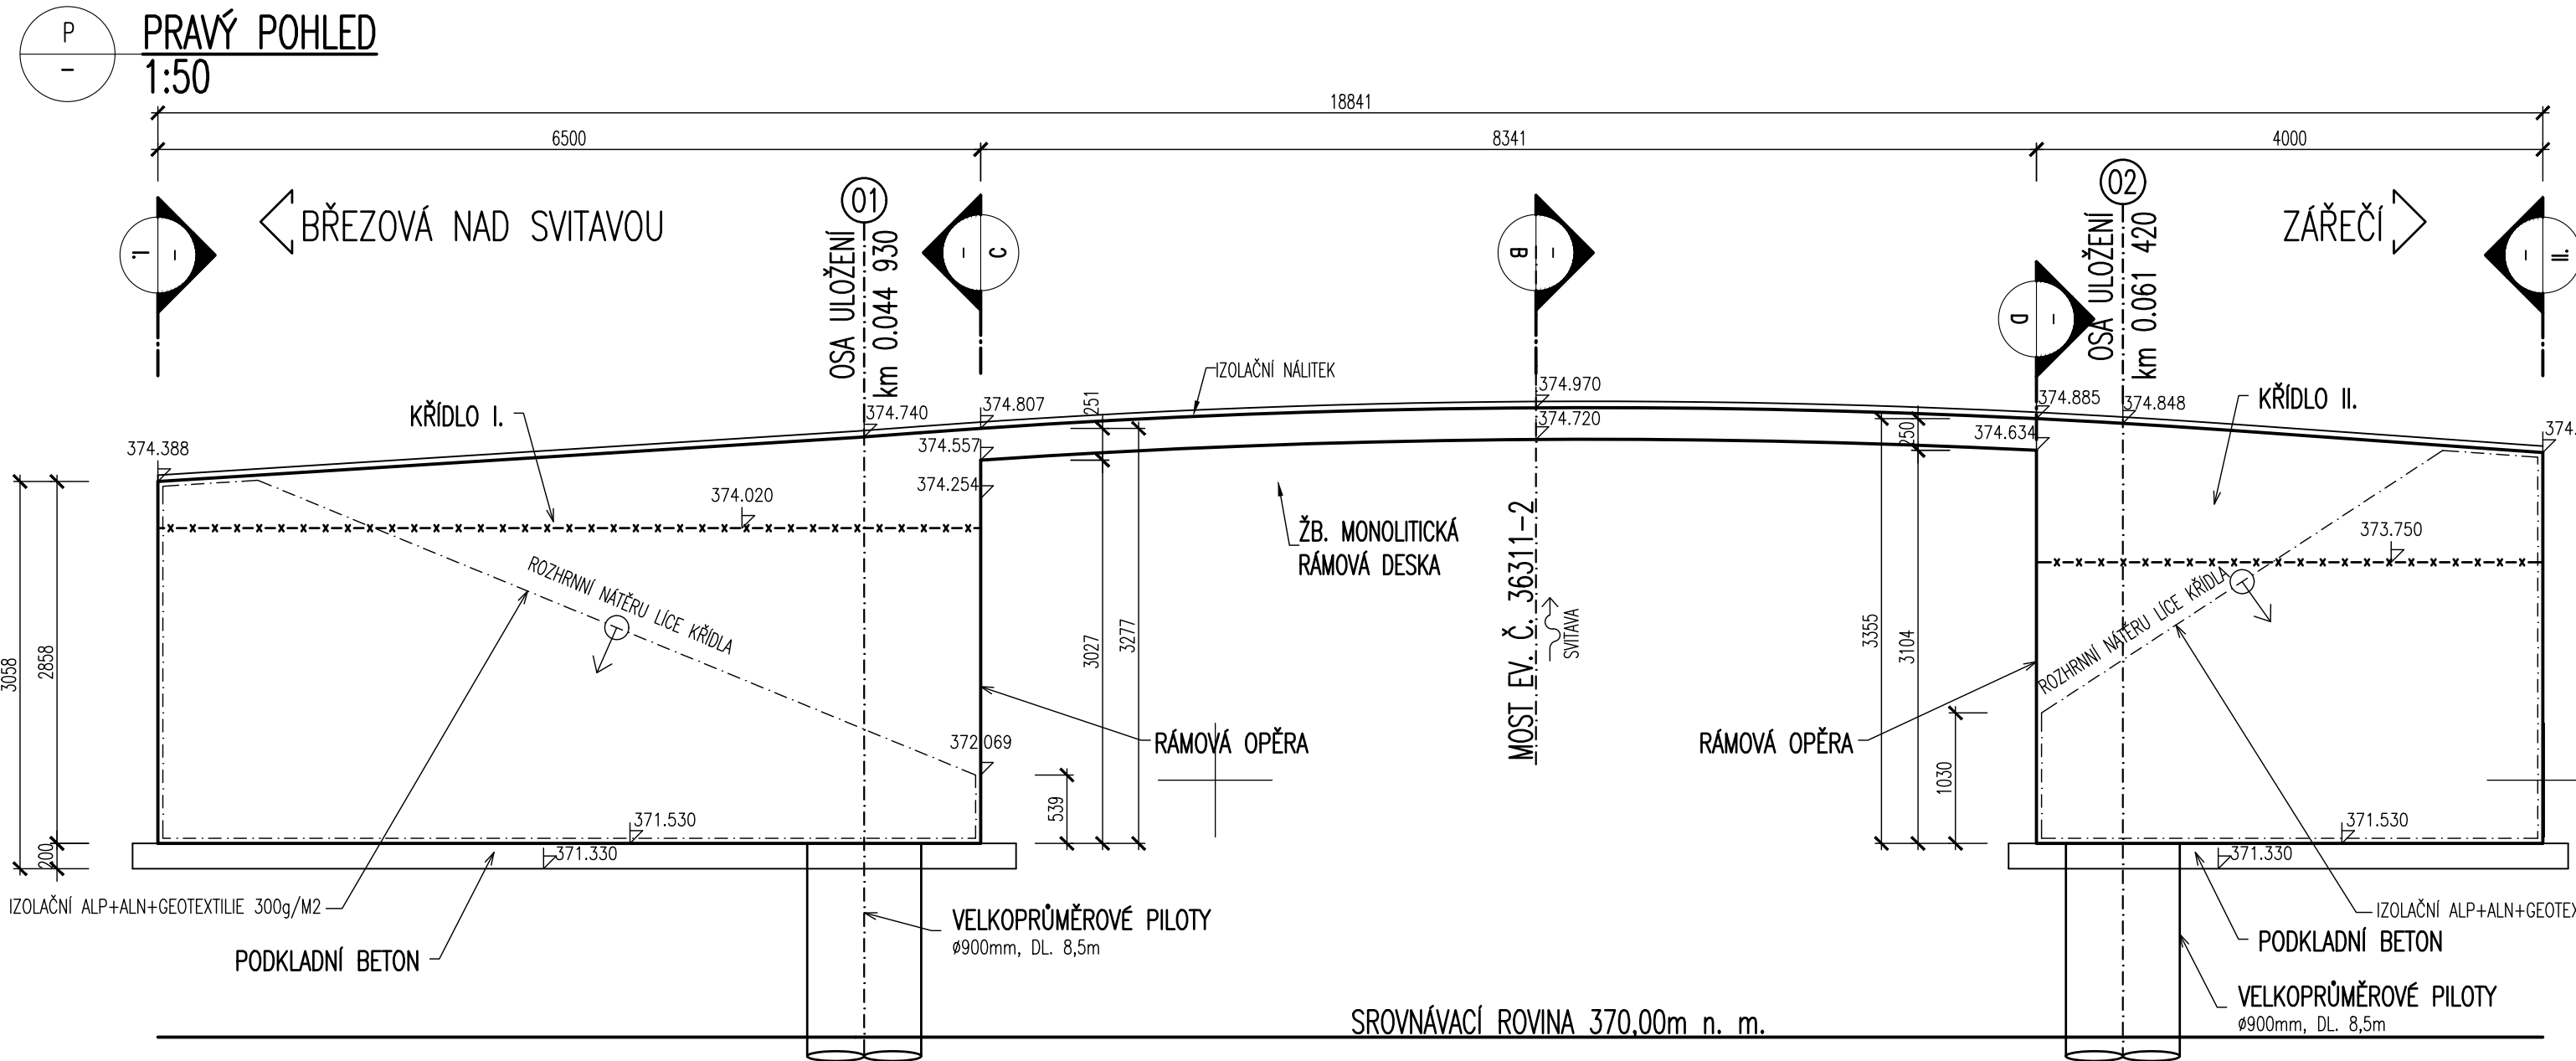 P
PRAVÝ POHLED
-
1:50
18841
6500
8341
4000
BŘEZOVÁ NAD SVITAVOU
ZÁŘEČÍ
I.
-
01
OSA ULOŽENÍ
km 0.044 930
-
C
B
-
D
-
02
OSA ULOŽENÍ
km 0.061 420
-
II.
IZOLAČNÍ NÁLITEK
KŘÍDLO I.
KŘÍDLO II.
374.388
374.740
374.807
251
374.970
374.720
374.885
374.848
374.
374.557
374.254
250
374.634
374.020
373.750
ŽB. MONOLITICKÁ
RÁMOVÁ DESKA
MOST EV. Č. 36311-2
SVITAVA
ROZHRNNÍ NÁTĚRU LÍCE KŘÍDLA
ROZHRNNÍ NÁTĚRU LÍCE KŘÍDLA
3058
2858
200
3027
3277
3355
3104
1030
539
372.069
RÁMOVÁ OPĚRA
RÁMOVÁ OPĚRA
371.530
371.330
371.530
371.330
IZOLAČNÍ ALP+ALN+GEOTEXTILIE 300g/M2
IZOLAČNÍ ALP+ALN+GEOTEX
PODKLADNÍ BETON
VELKOPRŮMĚROVÉ PILOTY
ø900mm, DL. 8,5m
PODKLADNÍ BETON
VELKOPRŮMĚROVÉ PILOTY
ø900mm, DL. 8,5m
SROVNÁVACÍ ROVINA 370,00m n. m.